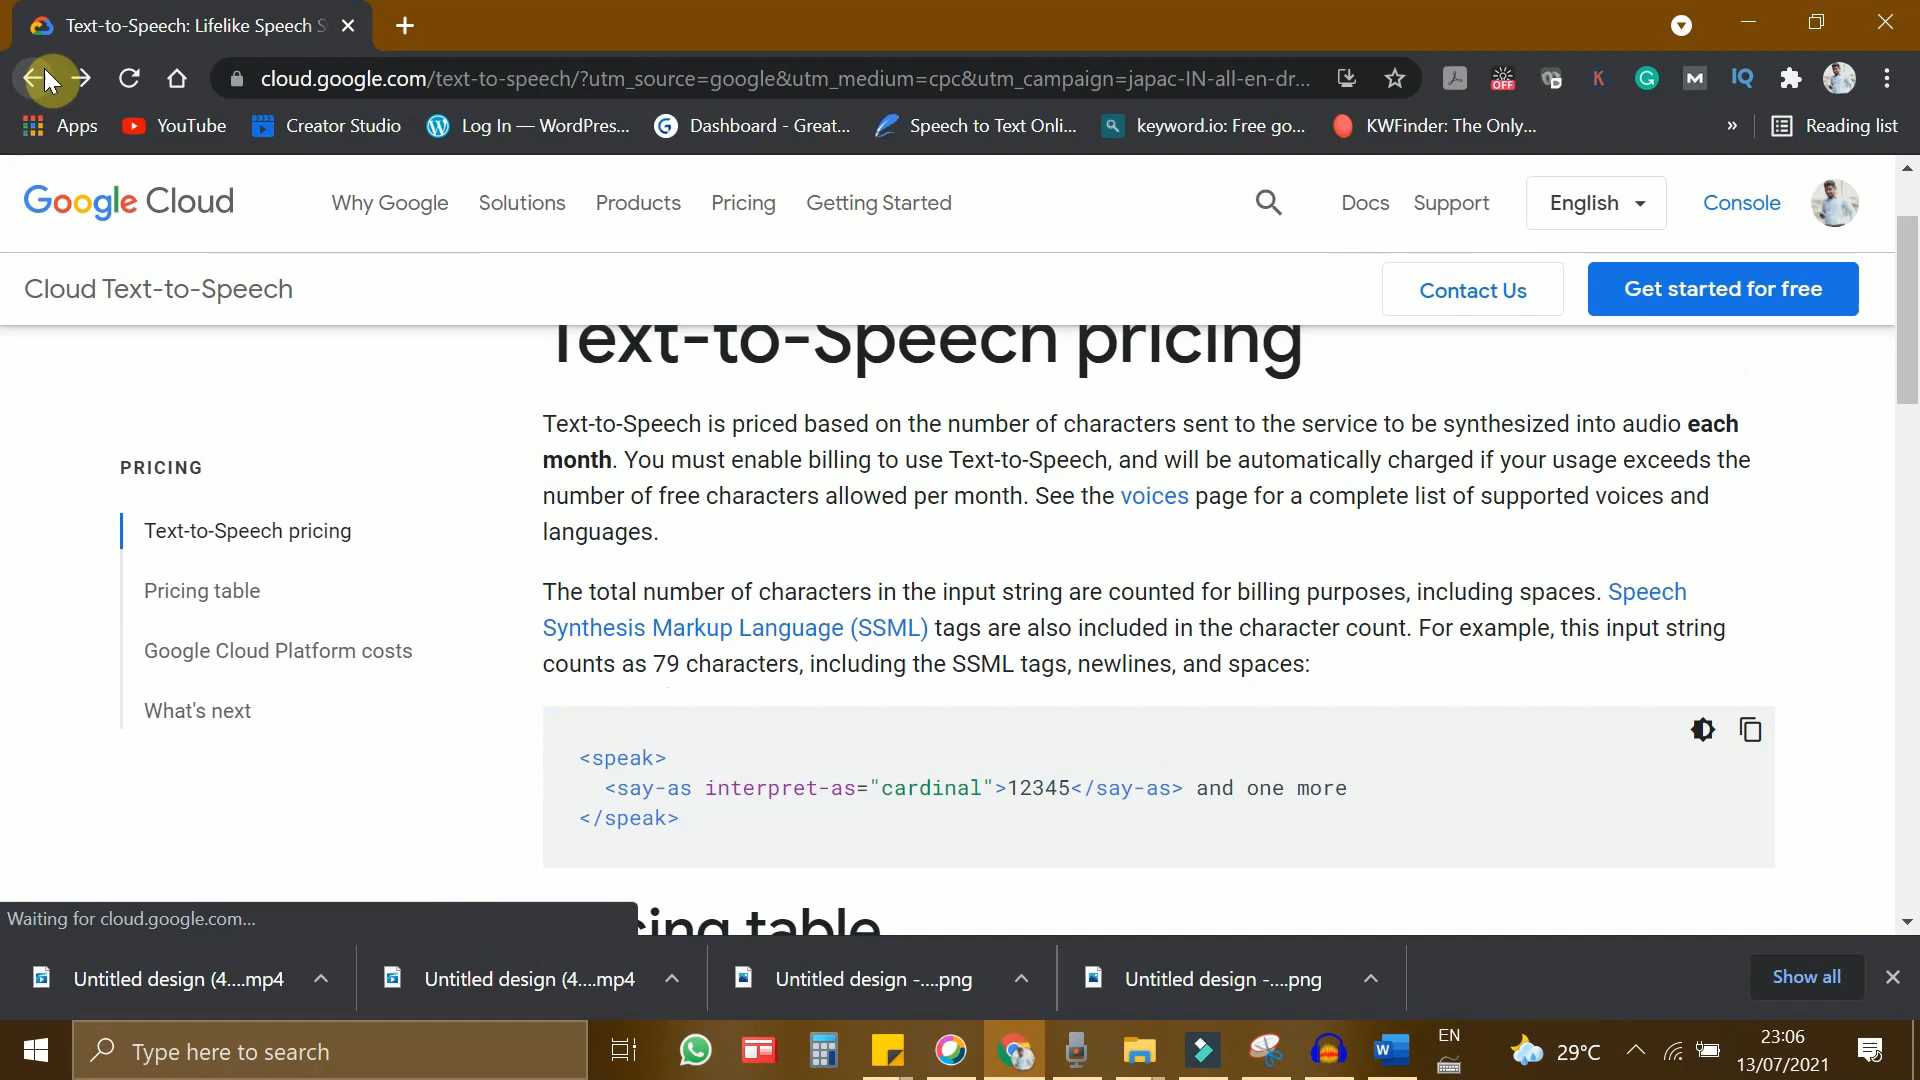 Text-to-Speech: Lifelike Speech S
cloud.google.com/text-to-speech/?utm_source=google&utm_medium=cpc&utm_campaign=japac-IN-all-en-dr...
OFF
K
G
M
IQ
Apps
YouTube
Creator Studio
Log In — WordPres...
Dashboard - Great...
Speech to Text Onli...
keyword.io: Free go...
KWFinder: The Only...
»
Reading list
Google Cloud
Why Google
Solutions
Products
Pricing
Getting Started
Docs
Support
English
Console
Cloud Text-to-Speech
Contact Us
Get started for free
Text-to-Speech pricing
PRICING
Text-to-Speech pricing
Pricing table
Google Cloud Platform costs
What's next
Text-to-Speech is priced based on the number of characters sent to the service to be synthesized into audio each
month. You must enable billing to use Text-to-Speech, and will be automatically charged if your usage exceeds the
number of free characters allowed per month. See the voices page for a complete list of supported voices and
languages.
The total number of characters in the input string are counted for billing purposes, including spaces. Speech
Synthesis Markup Language (SSML) tags are also included in the character count. For example, this input string
counts as 79 characters, including the SSML tags, newlines, and spaces:
<speak>
<say-as interpret-as="cardinal">12345</say-as> and one more
</speak>
cing table
Waiting for cloud.google.com...
Untitled design (4....mp4
Untitled design (4....mp4
Untitled design -....png
Untitled design -....png
Show all
Type here to search
W
EN
29°C
23:06
13/07/2021